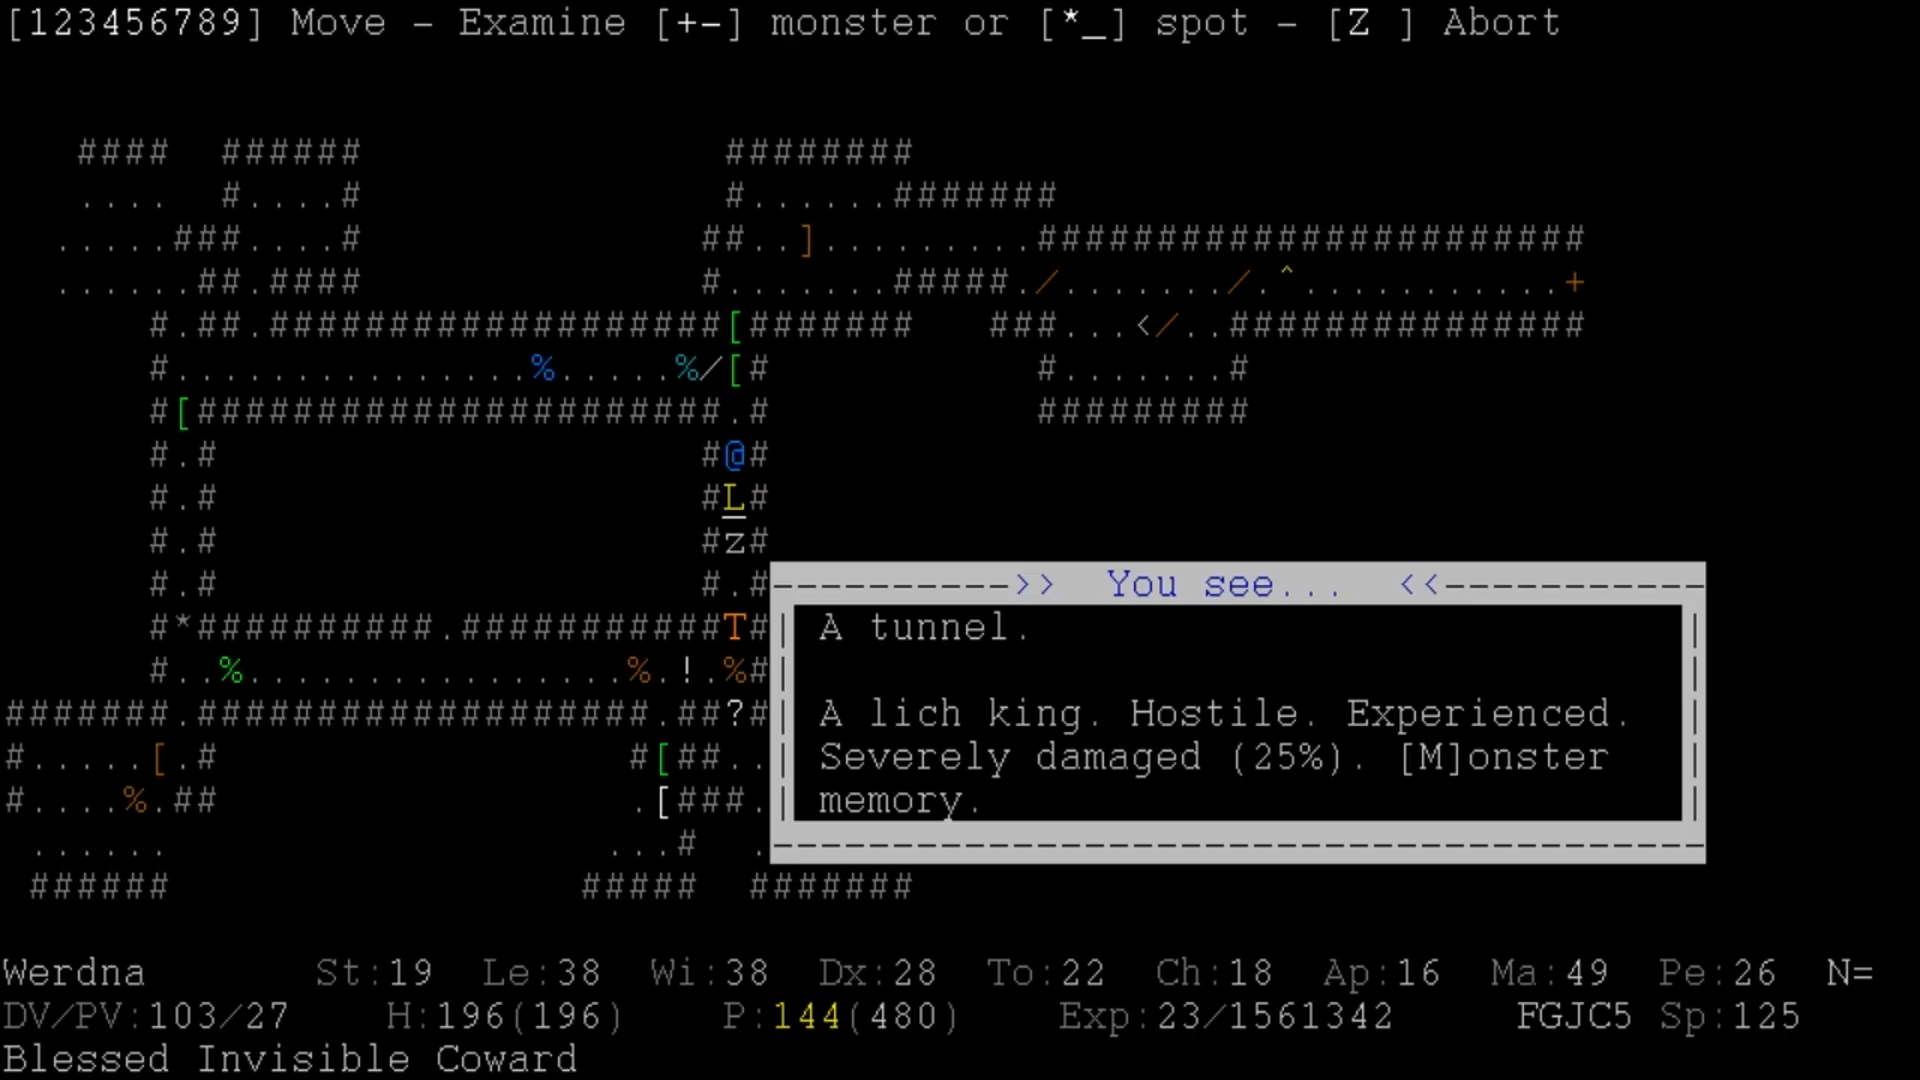 [123456789] Move - Examine [+-] monster or [*_] spot - [Z ] Abort
#### ###### ########
.... #....# #......#######
.....###....# ##..].........#######################
......##.#### #.......#####./......./.^...........+
#.##.###################[####### ###...</..###############
#...............%.....%/[# #.......#
#[######################.# #########
#.# #@#
#.# #L#
#.# #z#
#.# #.#
----------->> You see... <<-----------
#*##########.###########T#
A tunnel.
#..%................%.!.%#
#######.###################.##?#
A lich king. Hostile. Experienced.
#.....[.# #[##..
Severely damaged (25%). [M]onster
#....%.## .[###.
memory.
...... ...# .
###### ##### #######
Werdna St:19 Le:38 Wi:38 Dx:28 To:22 Ch:18 Ap:16 Ma:49 Pe:26 N=
DV/PV:103/27 H:196(196) P:144(480) Exp:23/1561342 FGJC5 Sp:125
Blessed Invisible Coward